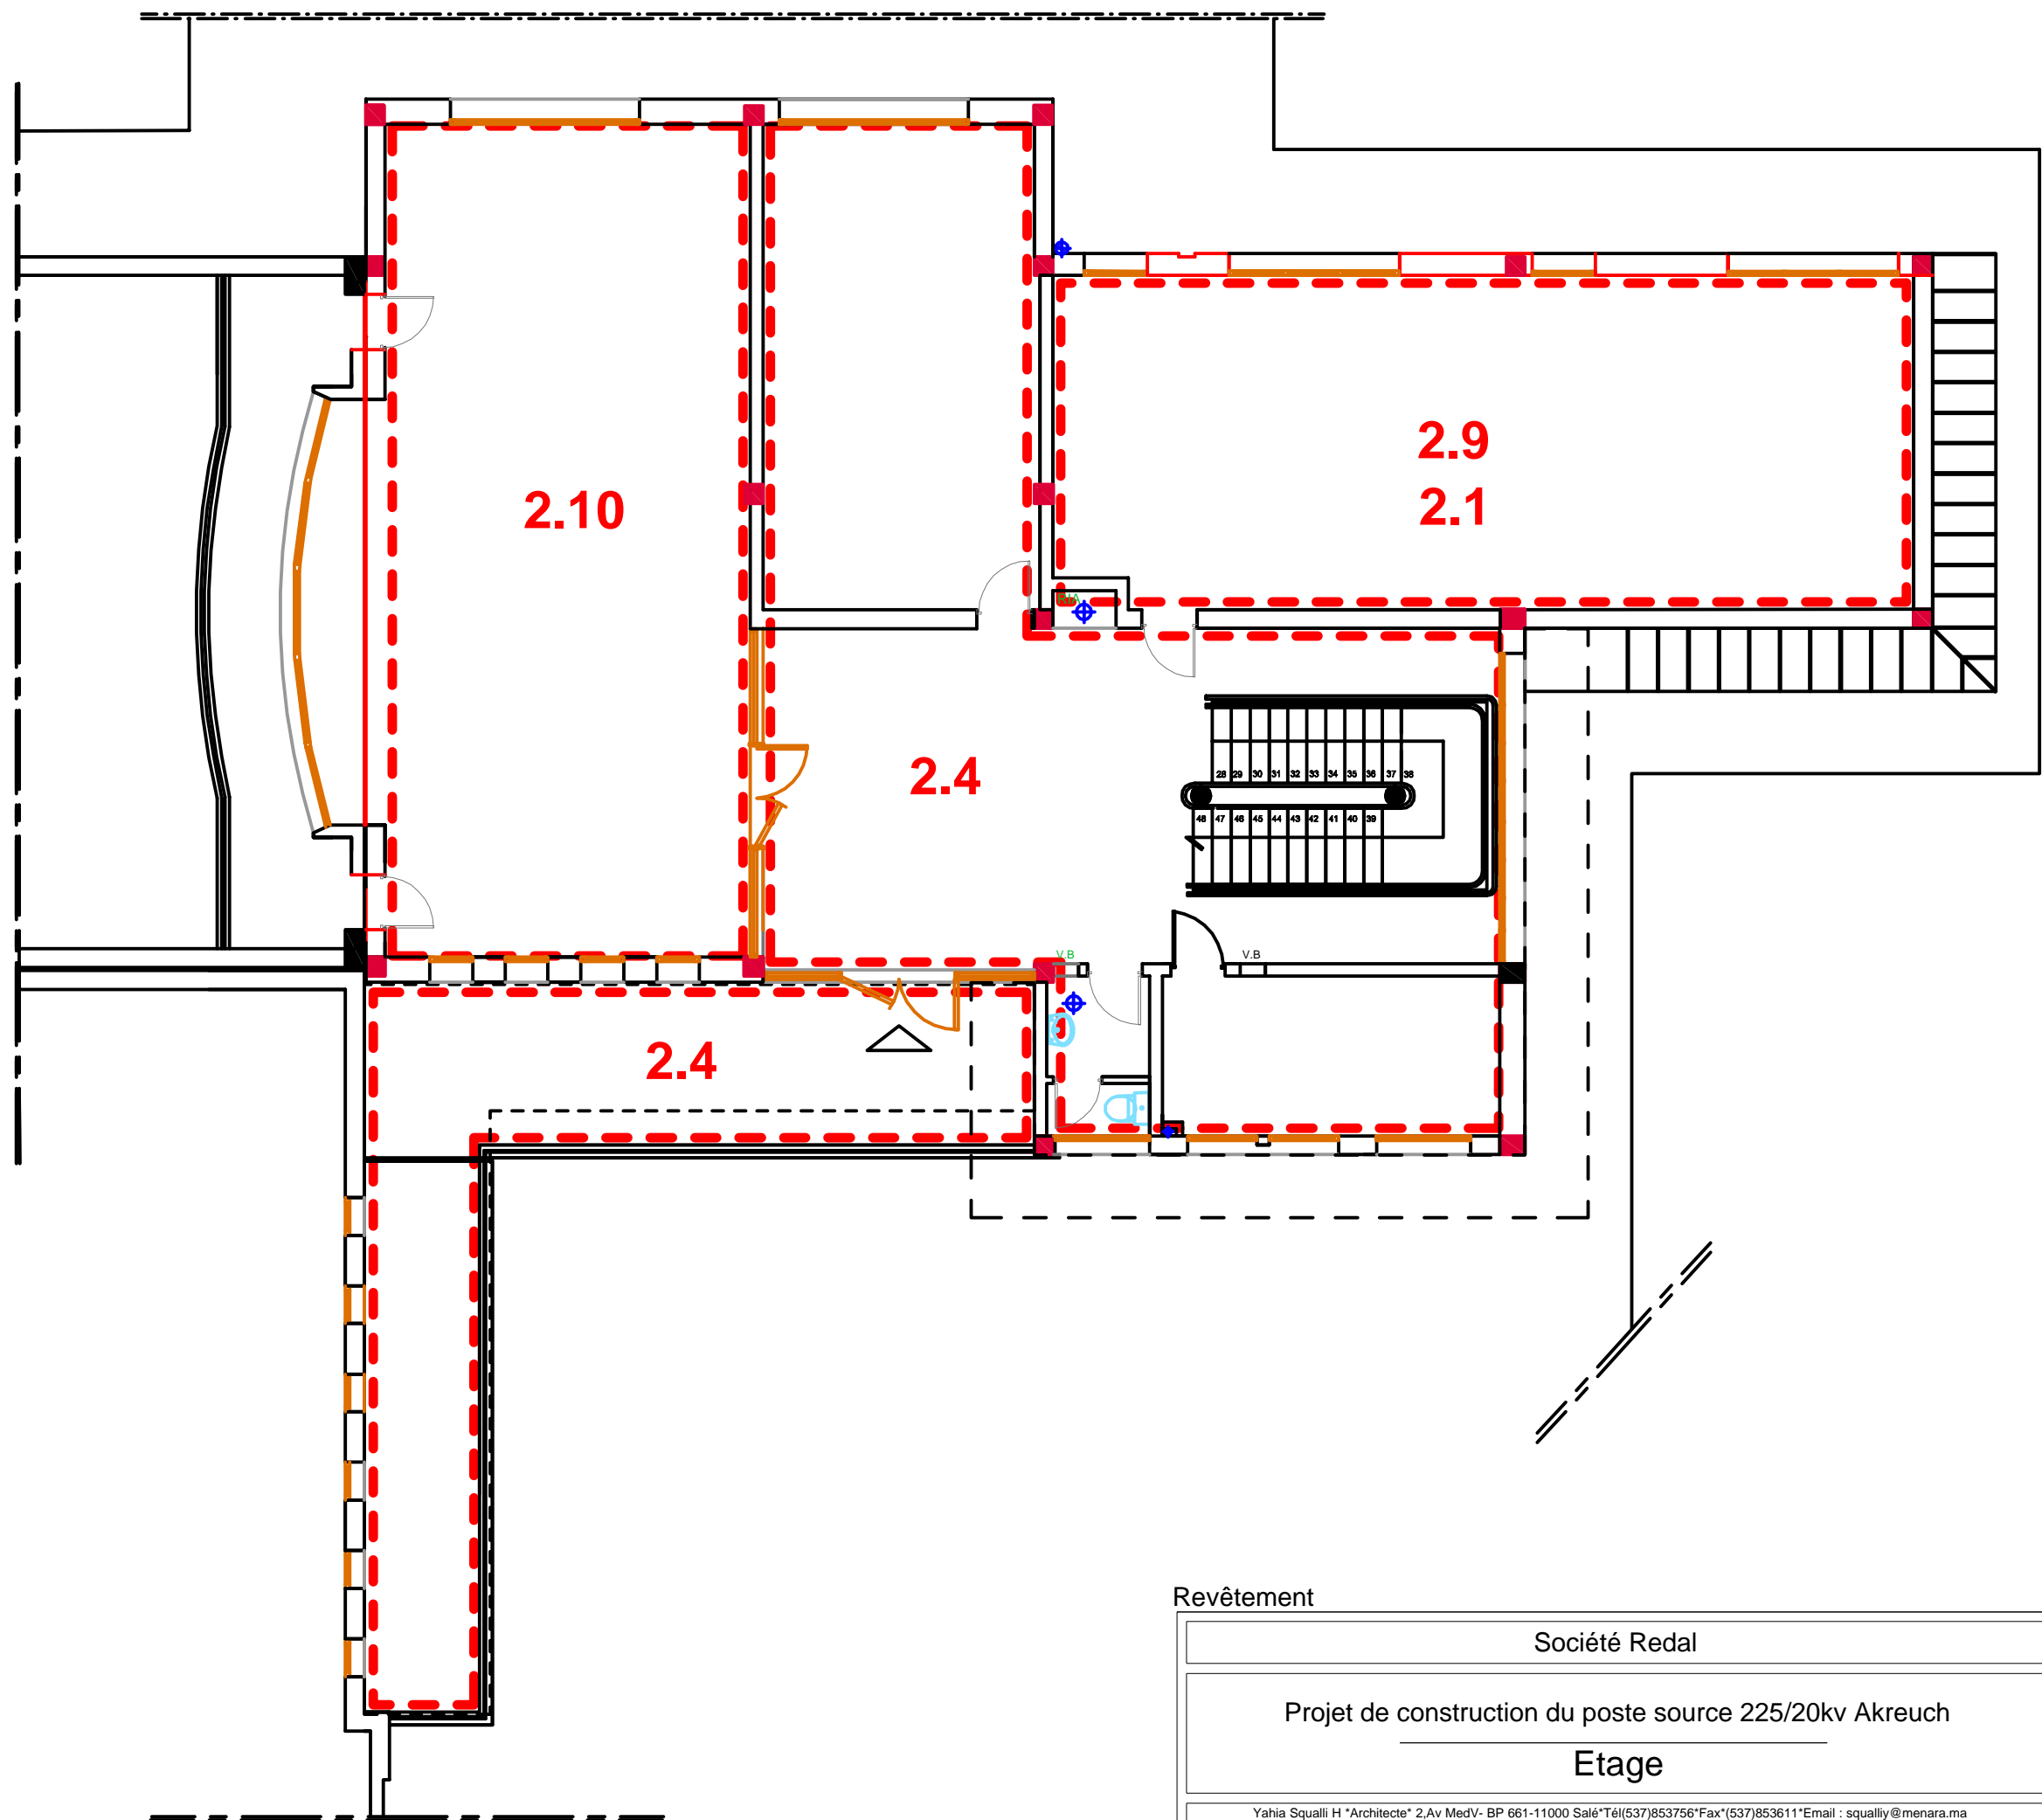 2.9
2.1
2.10
R.I.A
2.4
28 29 30 31 32 33 34 35 36 37 38
48 47 46 45 44 43 42 41 40 39
V.B
V.B
2.4
Revêtement
Société Redal
Projet de construction du poste source 225/20kv Akreuch
Etage
Yahia Squalli H *Architecte* 2,Av MedV- BP 661-11000 Salé*Tél(537)853756*Fax*(537)853611*Email : squalliy@menara.ma